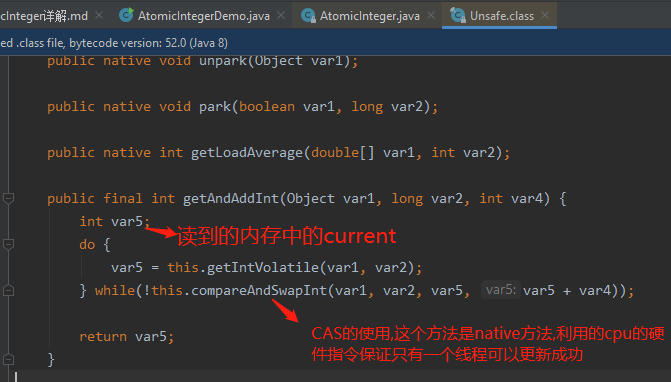 cInteger详解.md × AtomicIntegerDemo.java × AtomicInteger.java × Unsafe.class ×
ed .class file, bytecode version: 52.0 (Java 8)
public native void unpark(Object var1);
public native void park(boolean var1, long var2);
public native int getLoadAverage(double[] var1, int var2);
public final int getAndAddInt(Object var1, long var2, int var4) {
int var5;
读到的内存中的current
do {
var5 = this.getIntVolatile(var1, var2);
} while(!this.compareAndSwapInt(var1, var2, var5, var5: var5 + var4));
CAS的使用,这个方法是native方法,利用的cpu的硬
件指令保证只有一个线程可以更新成功
return var5;
}